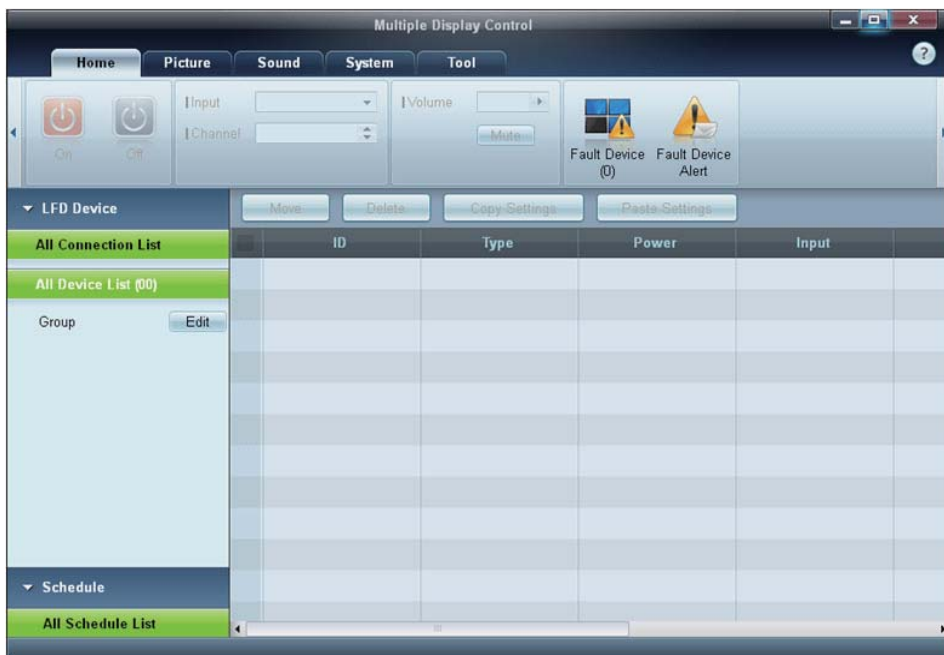 Multiple Display Control
Home Picture Sound System Tool
?
Input
Channel
Volume
Mute
On Off
Fault Device (0)
Fault Device Alert
LFD Device
Move Delete Copy Settings Paste Settings
All Connection List
ID Type Power Input
All Device List (00)
Group Edit
Schedule
All Schedule List